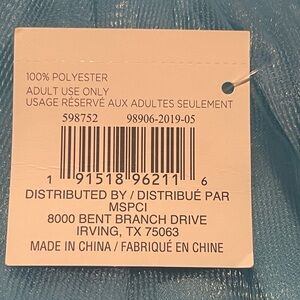 100% POLYESTER
ADULT USE ONLY
USAGE RÉSERVÉ AUX ADULTES SEULEMENT
598752 98906-2019-05
1 91518 96211 6
DISTRIBUTED BY / DISTRIBUÉ PAR
MSPCI
8000 BENT BRANCH DRIVE
IRVING, TX 75063
MADE IN CHINA / FABRIQUÉ EN CHINE